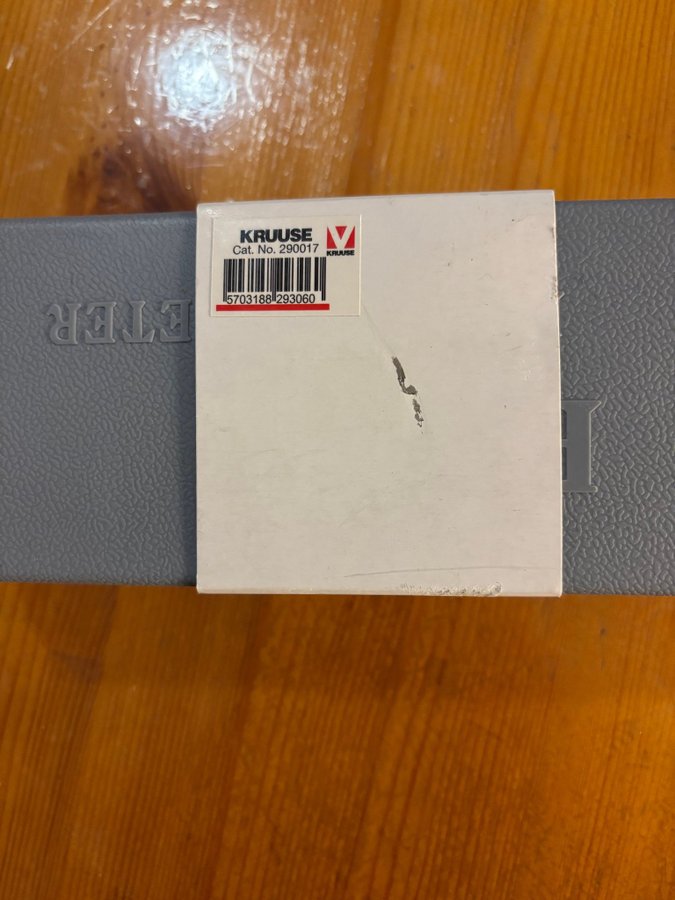 KRUUSE
Cat. No. 290017
KRUUSE
5703188 293060
ETER